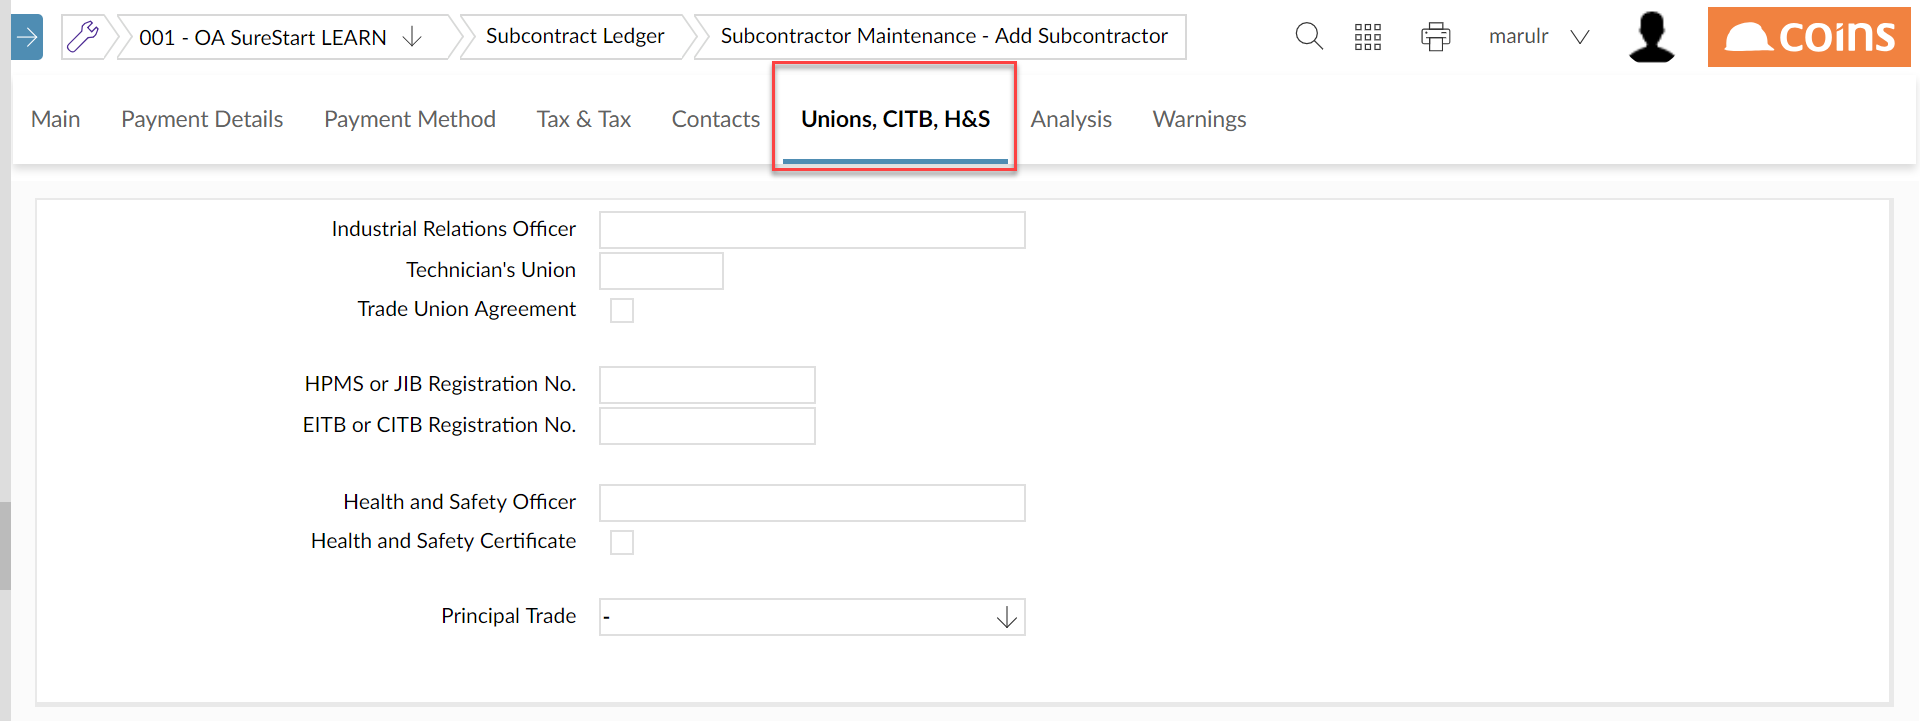 001 - OA SureStart LEARN
Subcontract Ledger
Subcontractor Maintenance - Add Subcontractor
marulr
coins
Main
Payment Details
Payment Method
Tax & Tax
Contacts
Unions, CITB, H&S
Analysis
Warnings
Industrial Relations Officer
Technician's Union
Trade Union Agreement
HPMS or JIB Registration No.
EITB or CITB Registration No.
Health and Safety Officer
Health and Safety Certificate
Principal Trade -